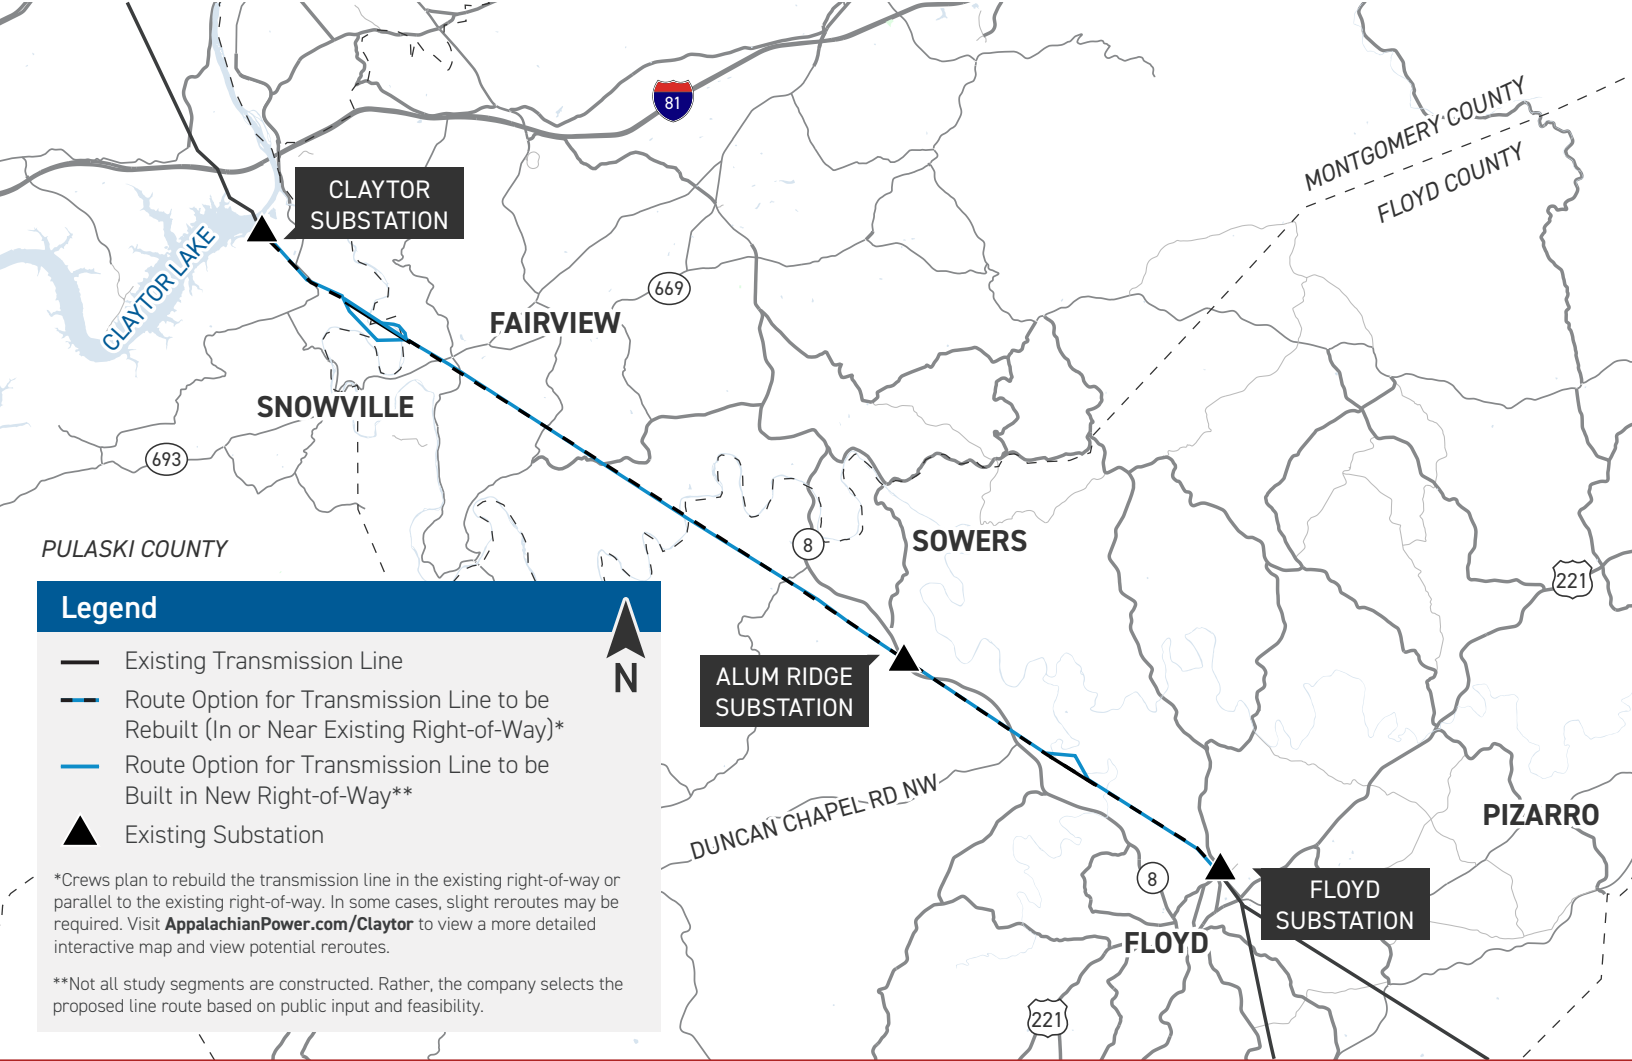 81
MONTGOMERY COUNTY
FLOYD COUNTY
CLAYTOR
SUBSTATION
CLAYTOR LAKE
669
FAIRVIEW
SNOWVILLE
693
8
SOWERS
PULASKI COUNTY
221
Legend
N
Existing Transmission Line
Route Option for Transmission Line to be
Rebuilt (In or Near Existing Right-of-Way)*
Route Option for Transmission Line to be
Built in New Right-of-Way**
Existing Substation
*Crews plan to rebuild the transmission line in the existing right-of-way or
parallel to the existing right-of-way. In some cases, slight reroutes may be
required. Visit AppalachianPower.com/Claytor to view a more detailed
interactive map and view potential reroutes.
**Not all study segments are constructed. Rather, the company selects the
proposed line route based on public input and feasibility.
ALUM RIDGE
SUBSTATION
DUNCAN CHAPEL RD NW
PIZARRO
8
FLOYD
SUBSTATION
FLOYD
221